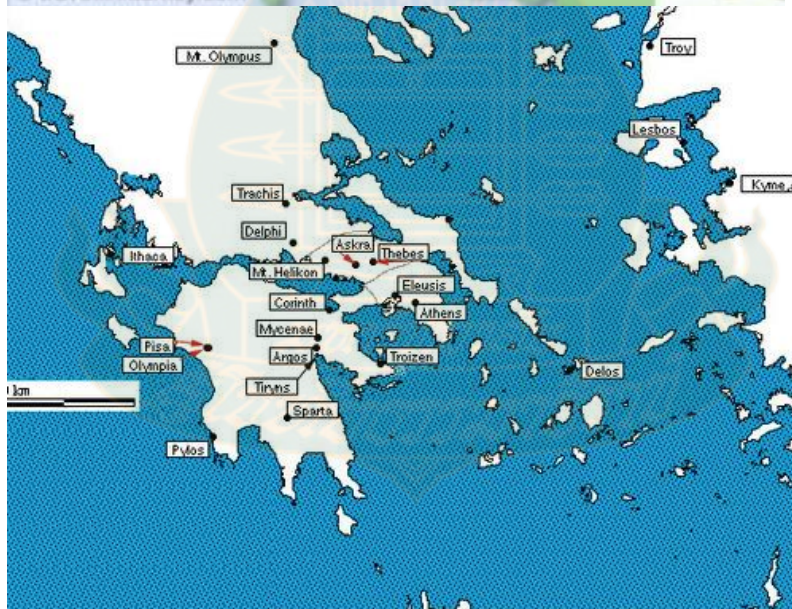 Mt. Olympus
Troy
Lesbos
Kyme
Trachis
Delphi
Askra
Thebes
Ithaca
Mt. Helikon
Eleusis
Corinth
Athens
Mycenae
Pisa
Argos
Troizen
Olympia
Delos
Tiryns
km
Sparta
Pylos